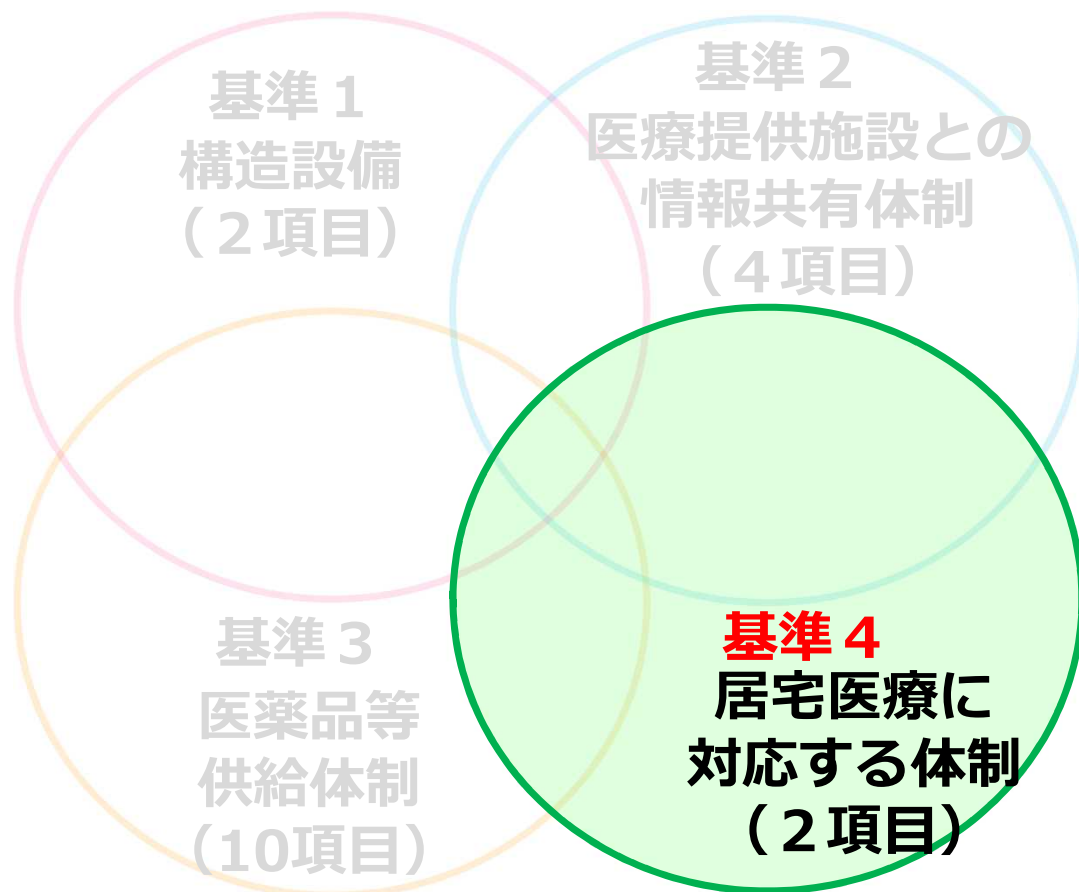 基準１
構造設備
（２項目）
基準２
医療提供施設との
情報共有体制
（４項目）
基準３
医薬品等
供給体制
（10項目）
基準４
居宅医療に
対応する体制
（２項目）